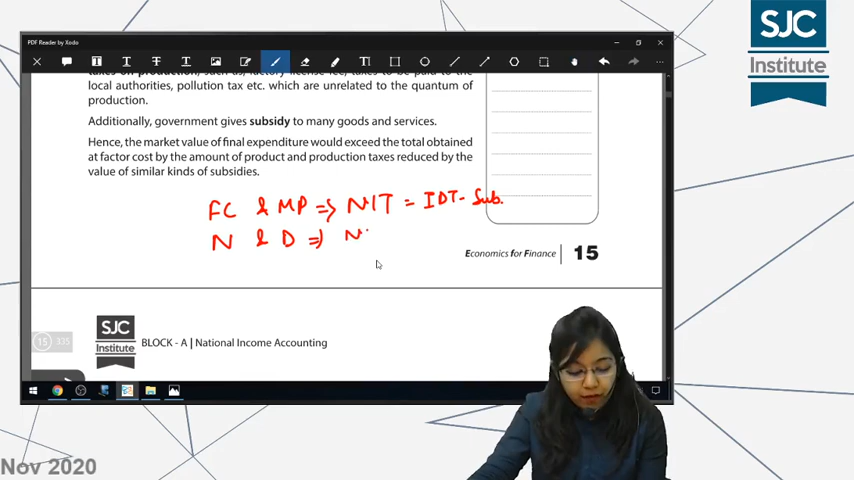 SJC
Institute
PDF Reader by Xodo
taxes on production, such as, factory license fee, taxes to be paid to the
local authorities, pollution tax etc. which are unrelated to the quantum of
production.
Additionally, government gives subsidy to many goods and services.
Hence, the market value of final expenditure would exceed the total obtained
at factor cost by the amount of product and production taxes reduced by the
value of similar kinds of subsidies.
FC & MP => NIT = IDT - Sub.
N & D => N
Economics for Finance | 15
15 335
SJC
Institute
BLOCK - A | National Income Accounting
Nov 2020